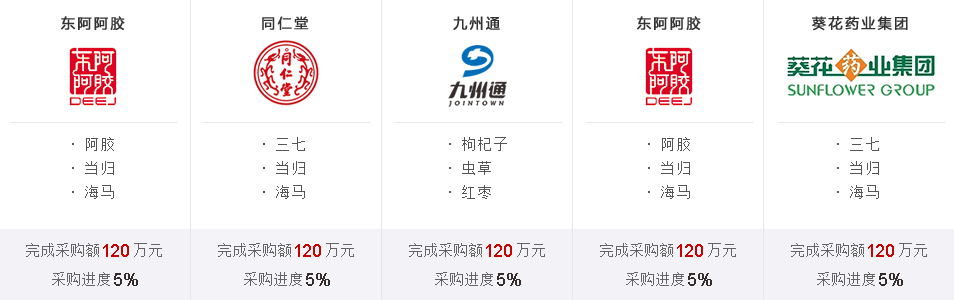 东阿阿胶
东阿
阿胶
DEEJ
· 阿胶
· 当归
· 海马
完成采购额120万元
采购进度5%
同仁堂
同仁堂
· 三七
· 当归
· 海马
完成采购额120万元
采购进度5%
九州通
九州通
JOINTOWN
· 枸杞子
· 虫草
· 红枣
完成采购额120万元
采购进度5%
东阿阿胶
东阿
阿胶
DEEJ
· 阿胶
· 当归
· 海马
完成采购额120万元
采购进度5%
葵花药业集团
葵花药业集团
SUNFLOWER GROUP
· 三七
· 当归
· 海马
完成采购额120万元
采购进度5%